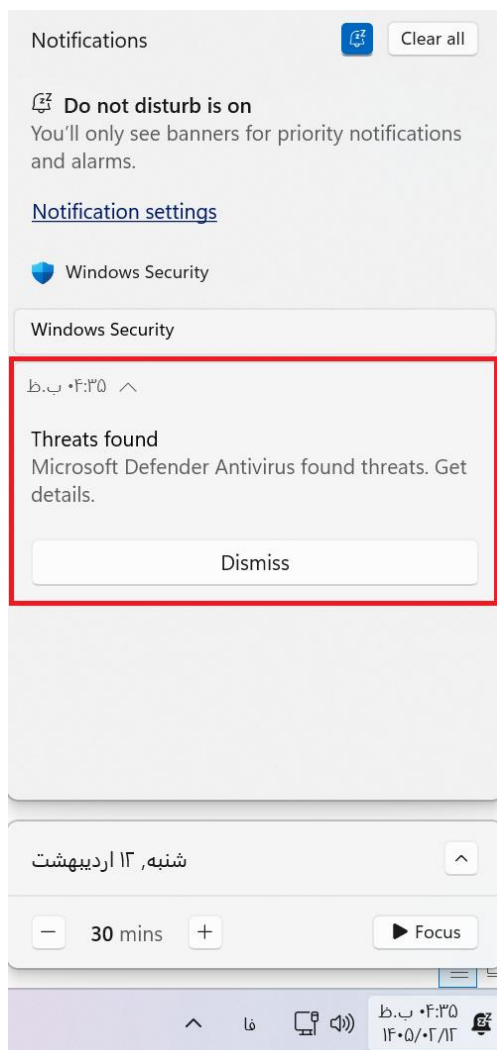 Notifications
Clear all
Do not disturb is on
You'll only see banners for priority notifications
and alarms.
Notification settings
Windows Security
Windows Security
۰۴:۳۵ ب.ظ
Threats found
Microsoft Defender Antivirus found threats. Get
details.
Dismiss
شنبه, ۱۲ اردیبهشت
30 mins
Focus
فا
۰۴:۳۵ ب.ظ
۱۴۰۵/۰۲/۱۲